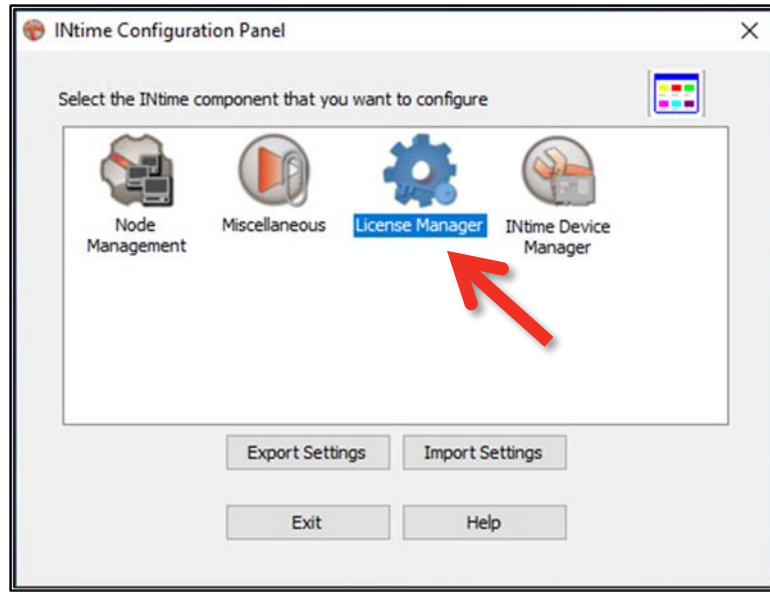 INtime Configuration Panel
Select the INtime component that you want to configure
Node
Management
Miscellaneous
License Manager
INtime Device
Manager
Export Settings
Import Settings
Exit
Help